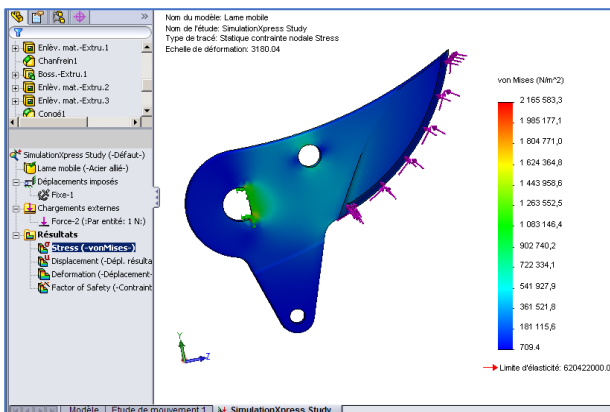 Enlèv. mat.-Extru.1
Chanfrein1
Boss.-Extru.1
Enlèv. mat.-Extru.2
Enlèv. mat.-Extru.3
Congé1
SimulationXpress Study (-Défaut-)
Lame mobile (-Acier allié-)
Déplacements imposés
Fixe-1
Chargements externes
Force-2 (:Par entité: 1 N:)
Résultats
Stress (-vonMises-)
Displacement (-Dépl. résulta
Deformation (-Déplacement-
Factor of Safety (-Contraint
Nom du modèle: Lame mobile
Nom de l'étude: SimulationXpress Study
Type de tracé: Statique contrainte nodale Stress
Echelle de déformation: 3180.04
von Mises (N/m^2)
2 165 583,3
1 985 177,1
1 804 771,0
1 624 364,8
1 443 958,6
1 263 552,5
1 083 146,4
902 740,2
722 334,1
541 927,9
361 521,8
181 115,6
709.4
Limite d'élasticité: 620422000.0
Y
Z
Modèle
Etude de mouvement 1
SimulationXpress Study